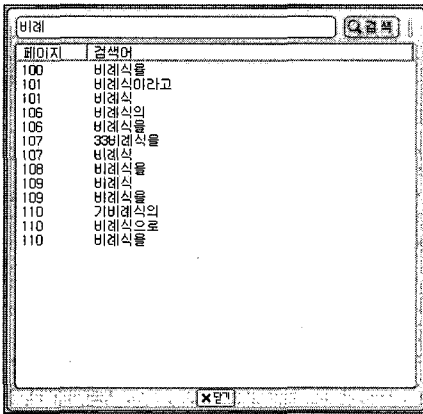 비례
검색
페이지 검색어
100 비례식을
101 비례식이라고
101 비례식
106 비례식의
106 비례식을
107 33비례식을
107 비례식
108 비례식을
109 비례식
109 비례식을
110 기비례식의
110 비례식으로
110 비례식을
닫기